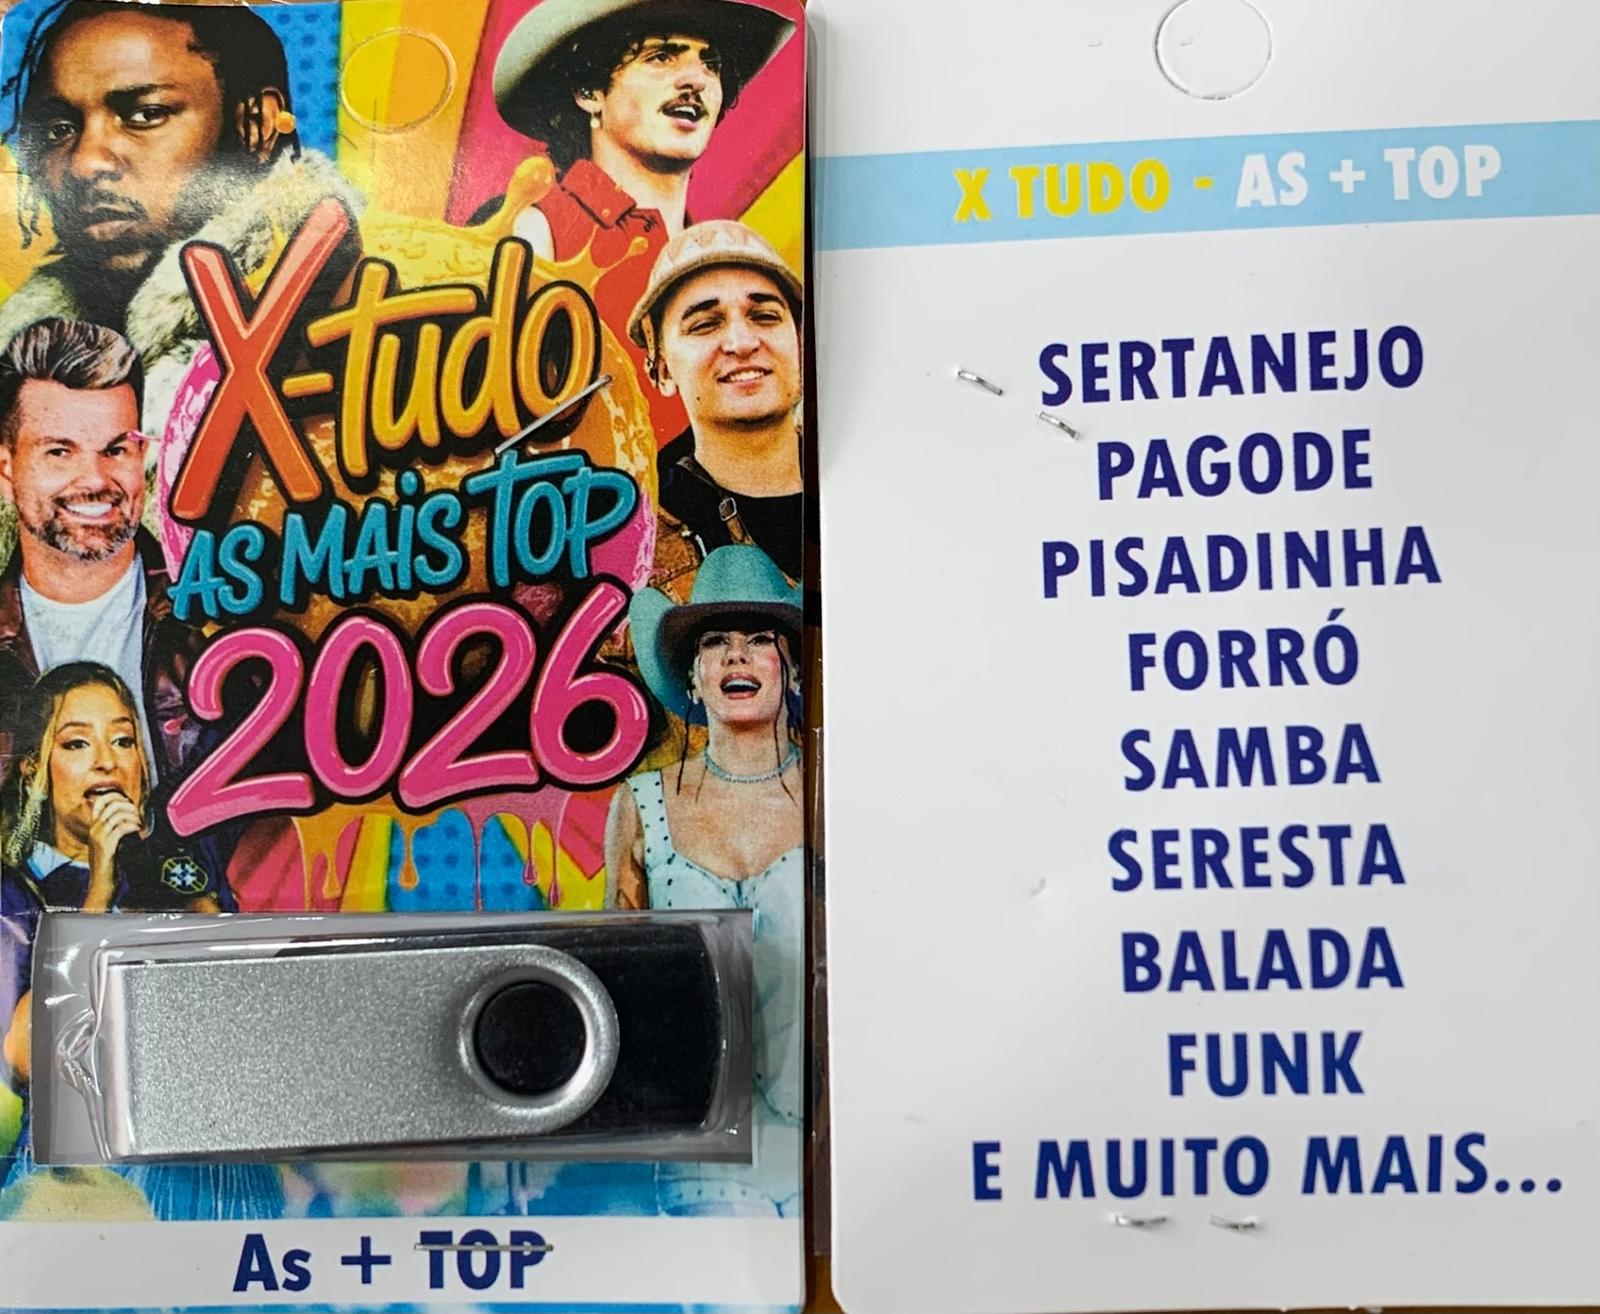 X-tudo
AS MAIS TOP
2026
As + TOP
X TUDO - AS + TOP
SERTANEJO
PAGODE
PISADINHA
FORRÓ
SAMBA
SERESTA
BALADA
FUNK
E MUITO MAIS...